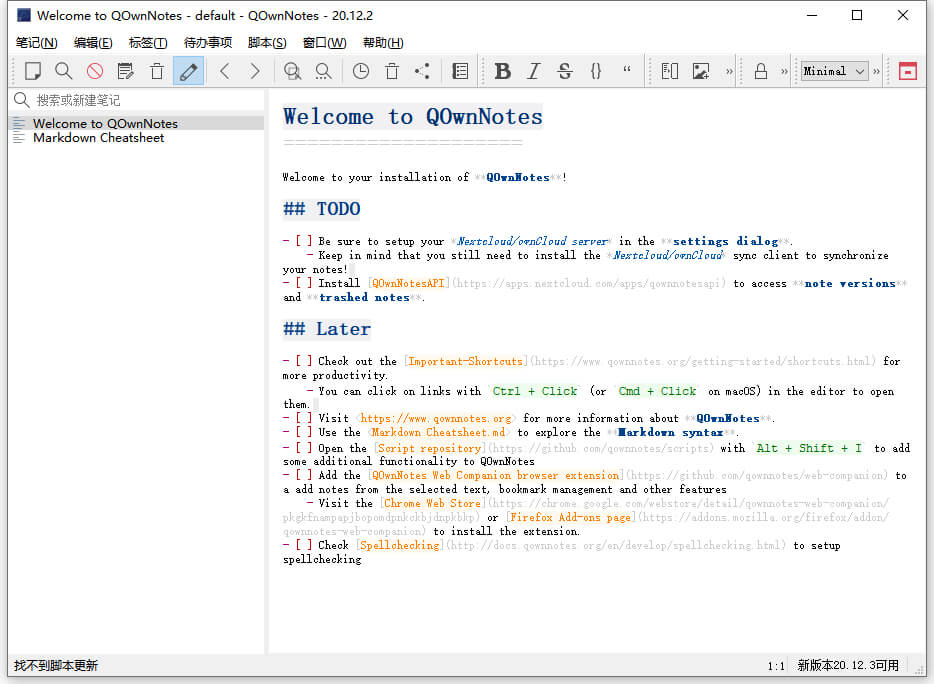 Welcome to QOwnNotes - default - QOwnNotes - 20.12.2
笔记(N) 编辑(E) 标签(T) 待办事项 脚本(S) 窗口(W) 帮助(H)
B I S {} “ » » Minimal »
搜索或新建笔记
Welcome to QOwnNotes
Markdown Cheatsheet
Welcome to QOwnNotes
====================
Welcome to your installation of **QOwnNotes**!
## TODO
- [ ] Be sure to setup your *Nextcloud/ownCloud server* in the **settings dialog**.
- Keep in mind that you still need to install the *Nextcloud/ownCloud* sync client to synchronize
your notes!
- [ ] Install [QOwnNotesAPI](https://apps.nextcloud.com/apps/qownnotesapi) to access **note versions**
and **trashed notes**.
## Later
- [ ] Check out the [Important-Shortcuts](https://www.qownnotes.org/getting-started/shortcuts.html) for
more productivity.
- You can click on links with `Ctrl + Click` (or `Cmd + Click` on macOS) in the editor to open
them.
- [ ] Visit <https://www.qownnotes.org> for more information about **QOwnNotes**.
- [ ] Use the <Markdown Cheatsheet.md> to explore the **Markdown syntax**.
- [ ] Open the [Script repository](https://github.com/qownnotes/scripts) with `Alt + Shift + I` to add
some additional functionality to QOwnNotes
- [ ] Add the [QOwnNotes Web Companion browser extension](https://github.com/qownnotes/web-companion) to
a add notes from the selected text, bookmark management and other features
- Visit the [Chrome Web Store](https://chrome.google.com/webstore/detail/qownnotes-web-companion/
pkgkfnampapjbopomdpnkckbjdnpkbkp) or [Firefox Add-ons page](https://addons.mozilla.org/firefox/addon/
qownnotes-web-companion) to install the extension.
- [ ] Check [Spellchecking](http://docs.qownnotes.org/en/develop/spellchecking.html) to setup
spellchecking
找不到脚本更新 1:1 新版本20.12.3可用